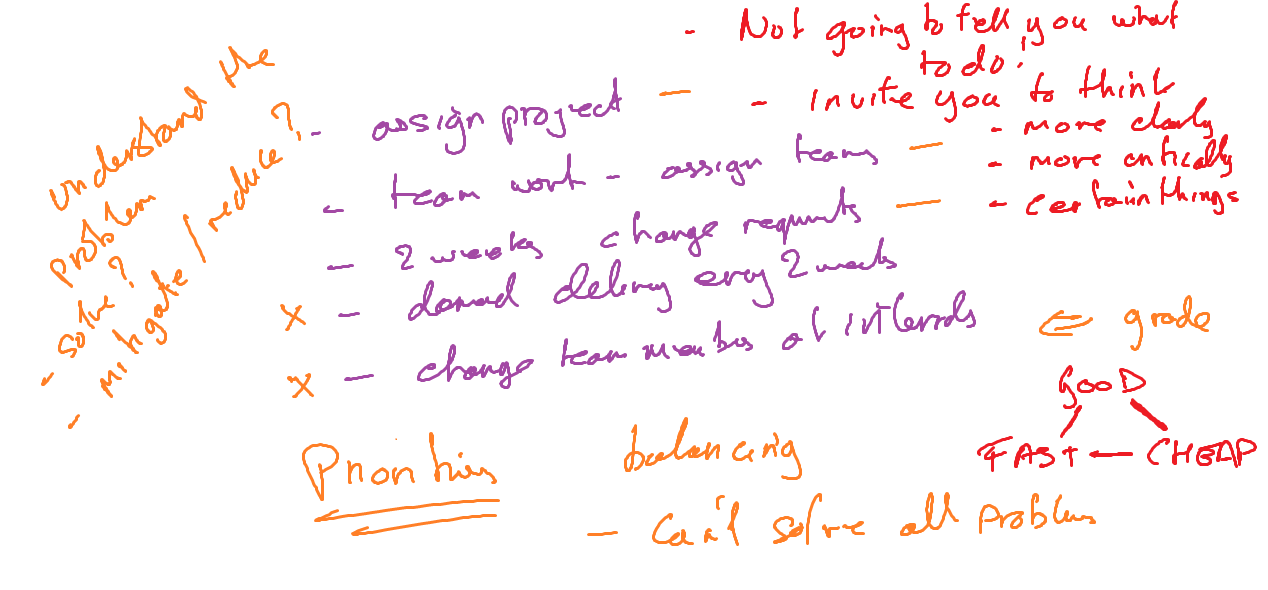 - Not going to tell you what
to do!
- invite you to think
- more clearly
- more critically
- certain things
understand the
problem
- solve?
- mitigate / reduce?
- assign project -
- team work - assign teams -
- 2 weeks change requests -
x - demand delivery every 2 weeks
x - change team members at intervals
⇐ grade
GOOD
FAST - CHEAP
Priorities
balancing
- Can't solve all problems